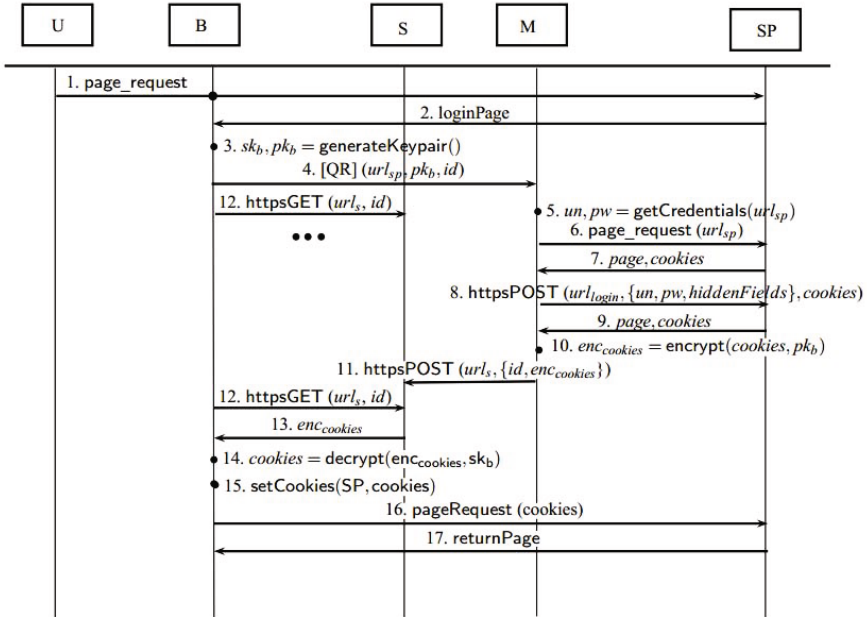 U B S M SP
1. page_request
2. loginPage
3. sk_b, pk_b = generateKeypair()
4. [QR] (url_sp, pk_b, id)
12. httpsGET (url_s, id)
5. un, pw = getCredentials(url_sp)
6. page_request (url_sp)
•••
7. page, cookies
8. httpsPOST (url_login, {un, pw, hiddenFields}, cookies)
9. page, cookies
10. enc_cookies = encrypt(cookies, pk_b)
11. httpsPOST (url_s, {id, enc_cookies})
12. httpsGET (url_s, id)
13. enc_cookies
14. cookies = decrypt(enc_cookies, sk_b)
15. setCookies(SP, cookies)
16. pageRequest (cookies)
17. returnPage